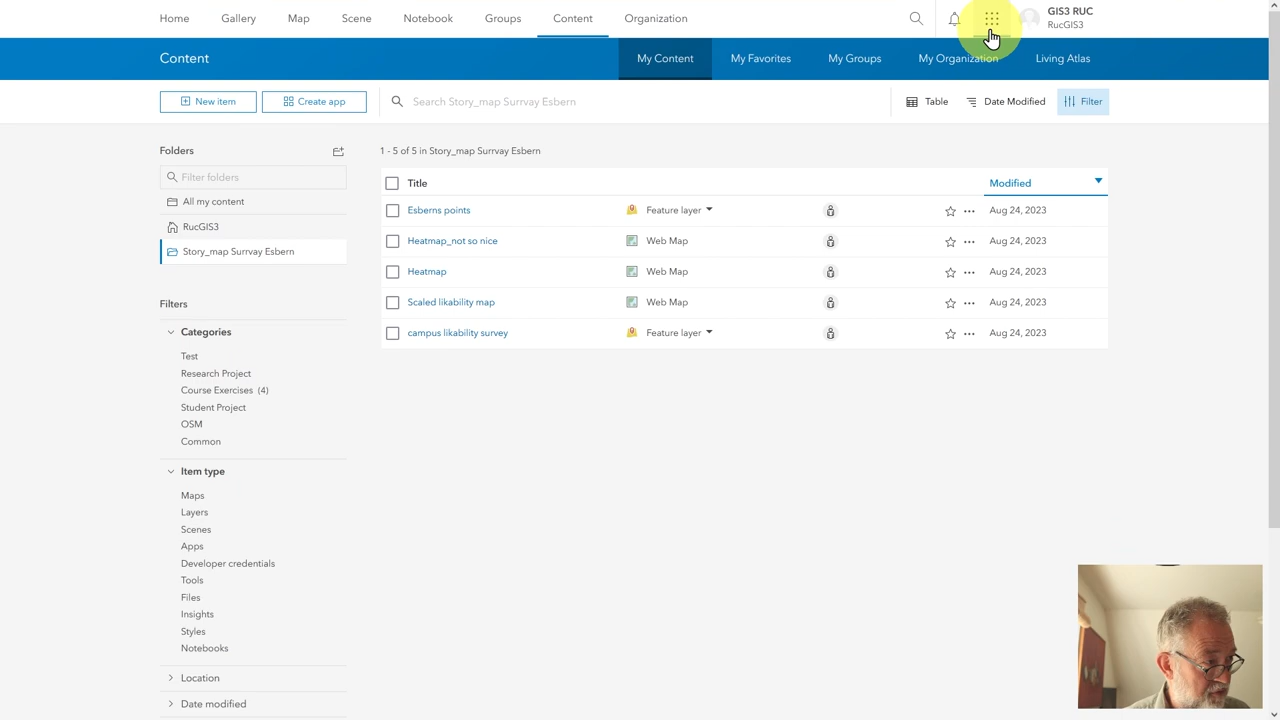 Home Gallery Map Scene Notebook Groups Content Organization GIS3 RUC
RucGIS3
Content My Content My Favorites My Groups My Organization Living Atlas
New item Create app Search Story_map Surrvay Esbern Table Date Modified Filter
Folders
Filter folders
All my content
RucGIS3
Story_map Surrvay Esbern
Filters
Categories
Test
Research Project
Course Exercises (4)
Student Project
OSM
Common
Item type
Maps
Layers
Scenes
Apps
Developer credentials
Tools
Files
Insights
Styles
Notebooks
Location
Date modified
1 - 5 of 5 in Story_map Surrvay Esbern
Title Modified
Esberns points Feature layer Aug 24, 2023
Heatmap_not so nice Web Map Aug 24, 2023
Heatmap Web Map Aug 24, 2023
Scaled likability map Web Map Aug 24, 2023
campus likability survey Feature layer Aug 24, 2023